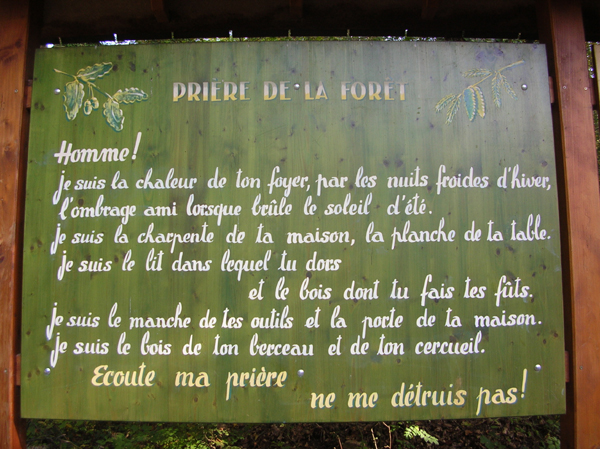 PRIÈRE DE LA FORÊT
Homme!
je suis la chaleur de ton foyer, par les nuits froides d'hiver,
l'ombrage ami lorsque brûle le soleil d'été.
je suis la charpente de ta maison, la planche de ta table.
je suis le lit dans lequel tu dors
et le bois dont tu fais tes fûts.
je suis le manche de tes outils et la porte de ta maison.
je suis le bois de ton berceau et de ton cercueil.
Ecoute ma prière
ne me détruis pas!